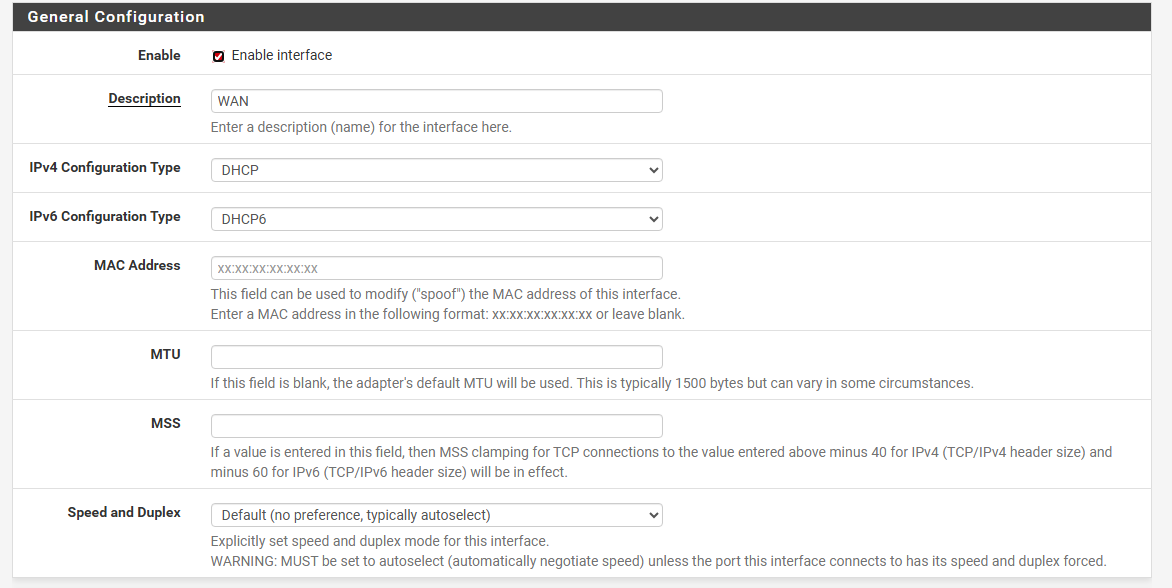 General Configuration
Enable
Enable interface
Description
WAN
Enter a description (name) for the interface here.
IPv4 Configuration Type
DHCP
IPv6 Configuration Type
DHCP6
MAC Address
xx:xx:xx:xx:xx:xx
This field can be used to modify ("spoof") the MAC address of this interface.
Enter a MAC address in the following format: xx:xx:xx:xx:xx:xx or leave blank.
MTU
If this field is blank, the adapter's default MTU will be used. This is typically 1500 bytes but can vary in some circumstances.
MSS
If a value is entered in this field, then MSS clamping for TCP connections to the value entered above minus 40 for IPv4 (TCP/IPv4 header size) and
minus 60 for IPv6 (TCP/IPv6 header size) will be in effect.
Speed and Duplex
Default (no preference, typically autoselect)
Explicitly set speed and duplex mode for this interface.
WARNING: MUST be set to autoselect (automatically negotiate speed) unless the port this interface connects to has its speed and duplex forced.